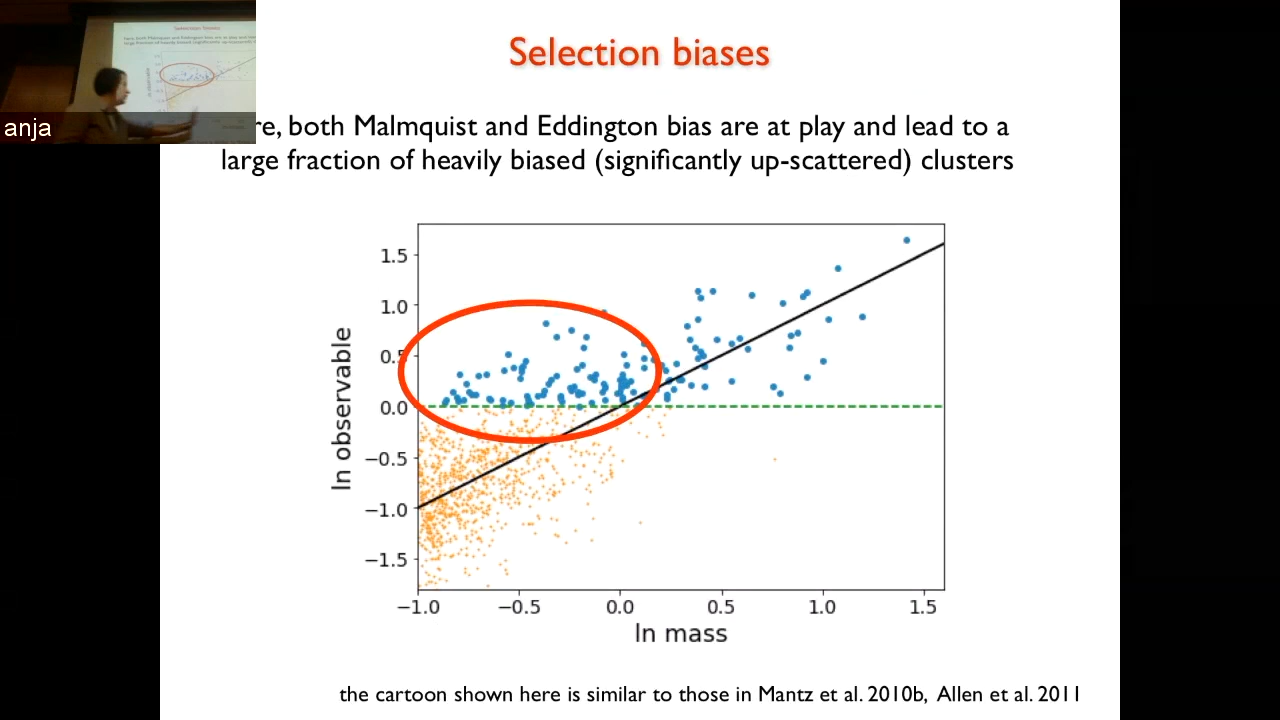 Selection biases
anja
re, both Malmquist and Eddington bias are at play and lead to a
large fraction of heavily biased (significantly up-scattered) clusters
1.5
1.0
0.5
0.0
−0.5
−1.0
−1.5
ln observable
−1.0 −0.5 0.0 0.5 1.0 1.5
ln mass
the cartoon shown here is similar to those in Mantz et al. 2010b, Allen et al. 2011